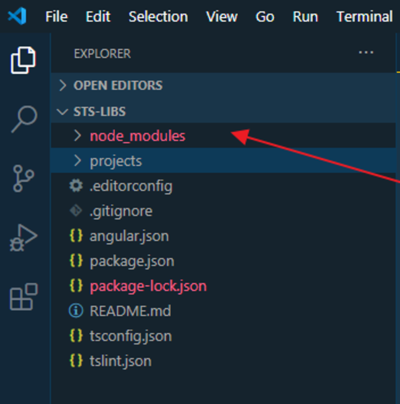 File Edit Selection View Go Run Terminal
EXPLORER
OPEN EDITORS
STS-LIBS
node_modules
projects
.editorconfig
.gitignore
angular.json
package.json
package-lock.json
README.md
tsconfig.json
tslint.json